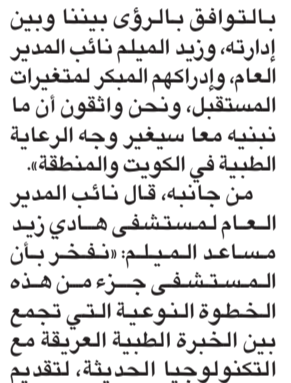 بالتوافق بالرؤى بيننا وبين
إدارته، وزيد الميلم نائب المدير
العام، وإدراكهم المبكر لمتغيرات
المستقبل، ونحن واثقون أن ما
نبنيه معا سيغير وجه الرعاية
الطبية في الكويت والمنطقة».
من جانبه، قال نائب المدير
العام لمستشفى هادي زيد
مساعد الميلم: «نفخر بأن
المستشفى جزء من هذه
الخطوة النوعية التي تجمع
بين الخبرة الطبية العريقة مع
التكنولوجيا الحديثة، لتقديم